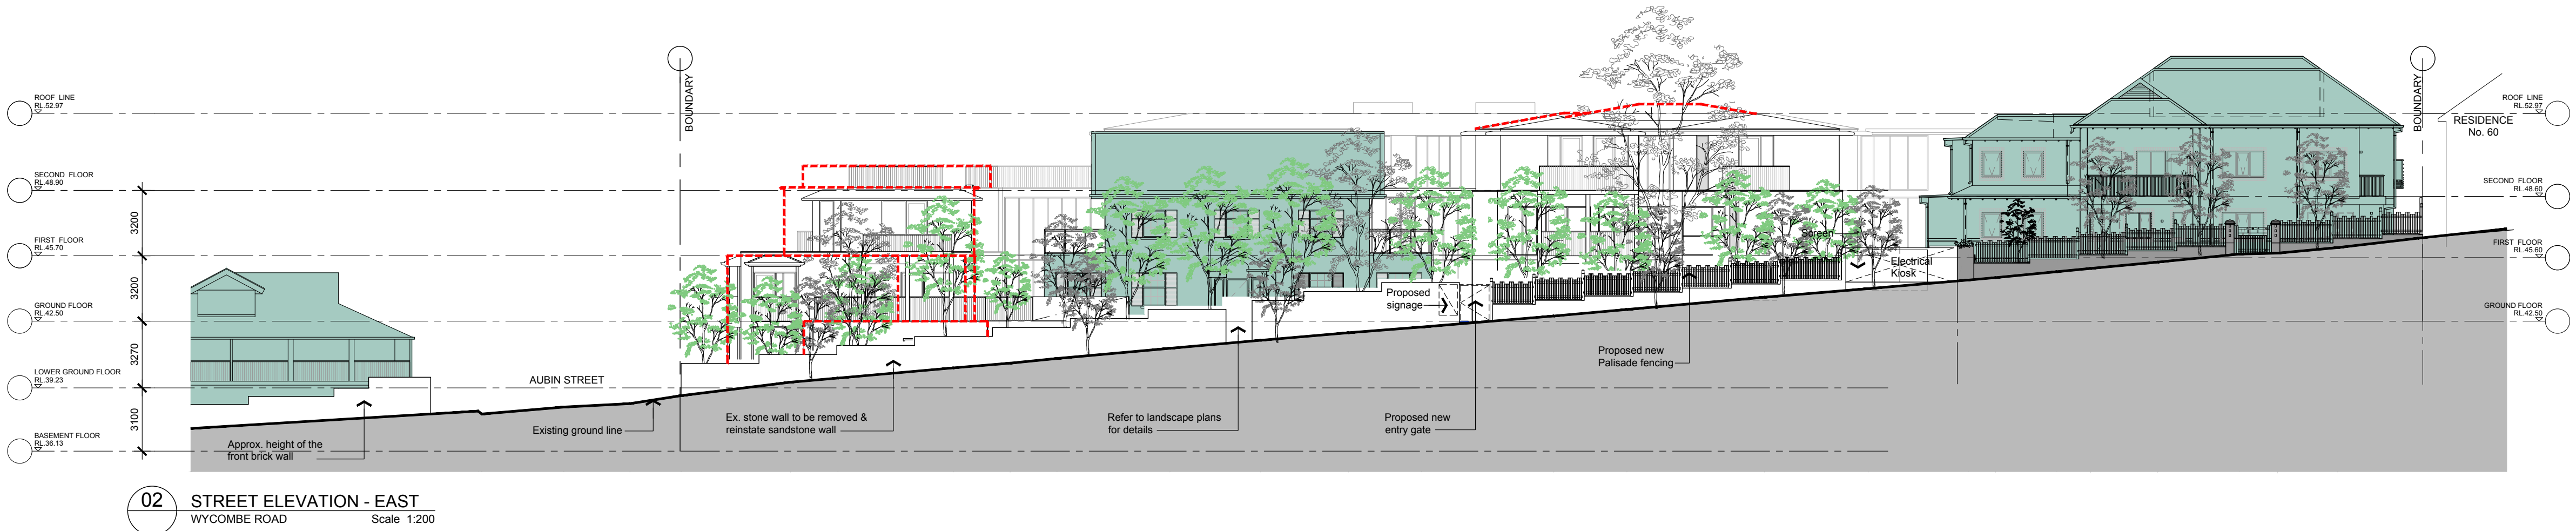 ROOF LINE
RL.52.97
SECOND FLOOR
RL.48.90
3200
FIRST FLOOR
RL.45.70
3200
GROUND FLOOR
RL.42.50
3270
LOWER GROUND FLOOR
RL.39.23
3100
BASEMENT FLOOR
RL.36.13
BOUNDARY
AUBIN STREET
Approx. height of the
front brick wall
Existing ground line
Ex. stone wall to be removed &
reinstate sandstone wall
Refer to landscape plans
for details
Proposed
signage
Proposed new
entry gate
Proposed new
Palisade fencing
Screen
Electrical
Kiosk
BOUNDARY
ROOF LINE
RL.52.97
RESIDENCE
No. 60
SECOND FLOOR
RL.48.60
FIRST FLOOR
RL.45.60
GROUND FLOOR
RL.42.50
02
STREET ELEVATION - EAST
WYCOMBE ROAD Scale 1:200